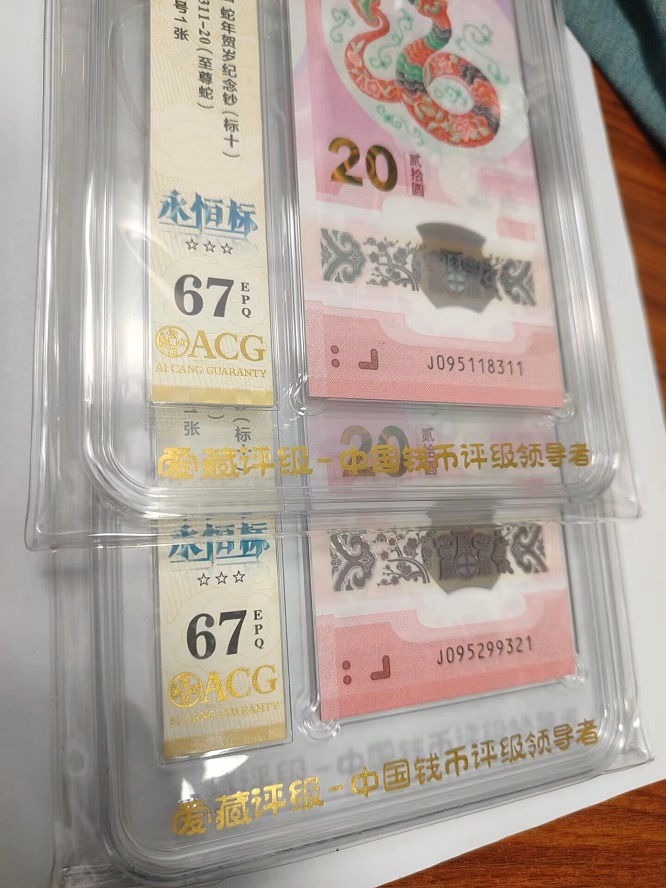 蛇年贺岁纪念钞（标十）
311-20（至尊蛇）
号1张
永恒标
67
EPQ
ACG
AI CANG GUARANTY
20
贰拾圆
J095118311
爱藏评级-中国钱币评级领导者
1张
（标
20
贰拾
永恒标
67
EPQ
ACG
AI CANG GUARANTY
J095299321
爱藏评级-中国钱币评级领导者